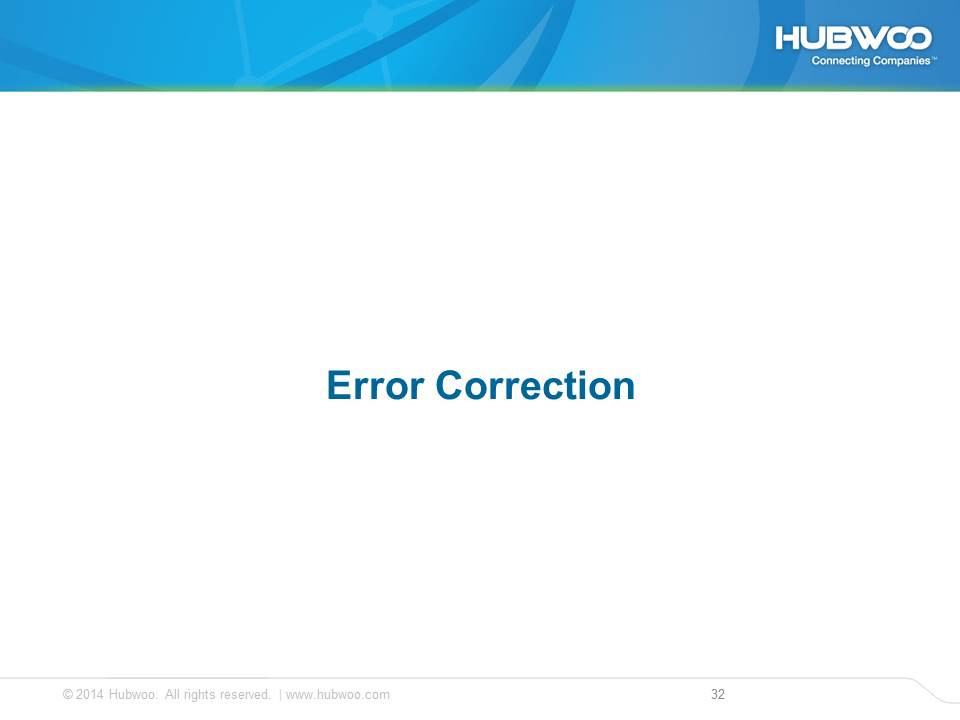 HUBWOO
Connecting Companies™
Error Correction
© 2014 Hubwoo. All rights reserved. | www.hubwoo.com
32